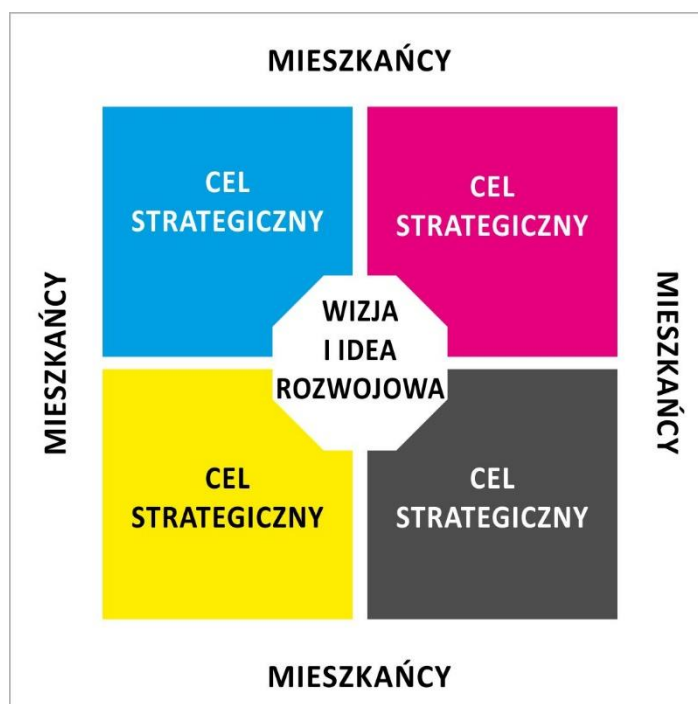 MIESZKAŃCY
CEL
STRATEGICZNY
CEL
STRATEGICZNY
MIESZKAŃCY
WIZJA
I IDEA
ROZWOJOWA
MIESZKAŃCY
CEL
STRATEGICZNY
CEL
STRATEGICZNY
MIESZKAŃCY